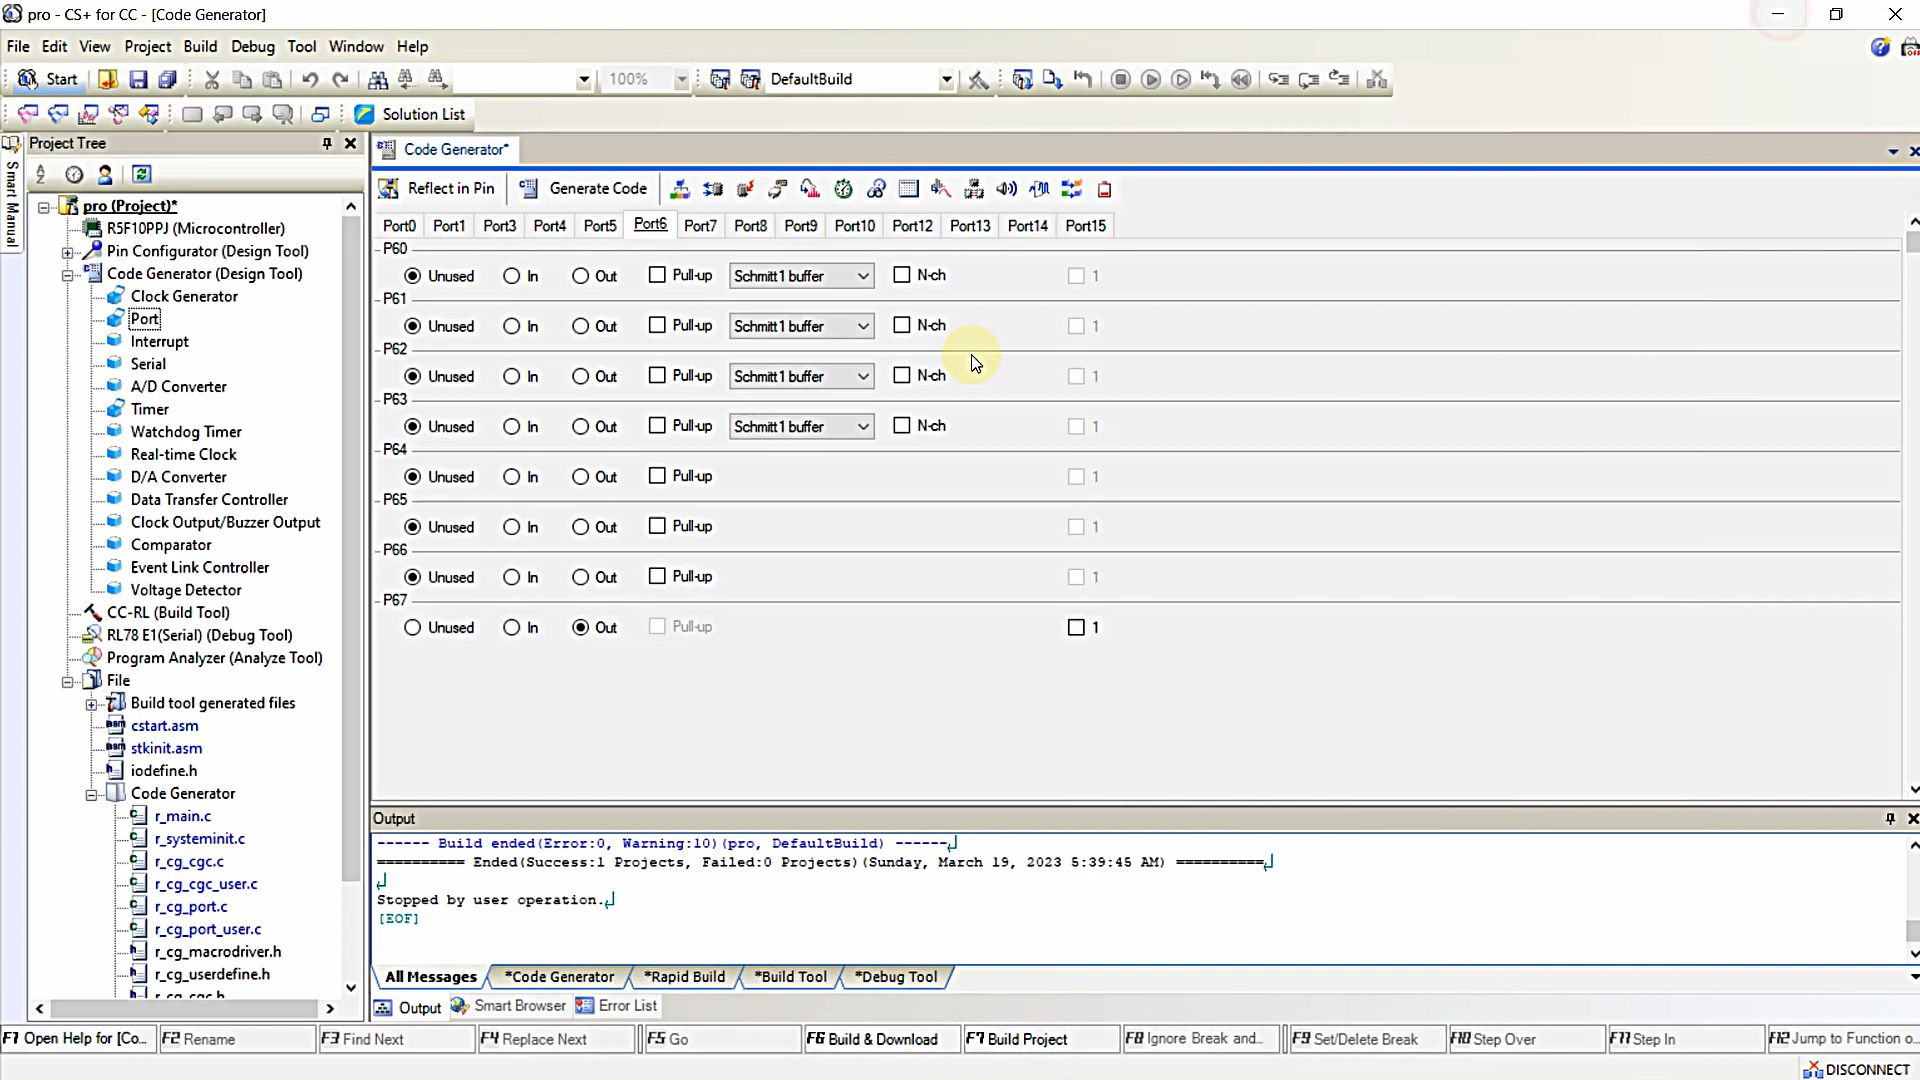 pro - CS+ for CC - [Code Generator]
File Edit View Project Build Debug Tool Window Help
Start 100% DefaultBuild
Solution List
Smart Manual
Project Tree
pro (Project)*
R5F10PPJ (Microcontroller)
Pin Configurator (Design Tool)
Code Generator (Design Tool)
Clock Generator
Port
Interrupt
Serial
A/D Converter
Timer
Watchdog Timer
Real-time Clock
D/A Converter
Data Transfer Controller
Clock Output/Buzzer Output
Comparator
Event Link Controller
Voltage Detector
CC-RL (Build Tool)
RL78 E1(Serial) (Debug Tool)
Program Analyzer (Analyze Tool)
File
Build tool generated files
cstart.asm
stkinit.asm
iodefine.h
Code Generator
r_main.c
r_systeminit.c
r_cg_cgc.c
r_cg_cgc_user.c
r_cg_port.c
r_cg_port_user.c
r_cg_macrodriver.h
r_cg_userdefine.h
r_cg_cgc.h
Code Generator*
Reflect in Pin Generate Code
Port0 Port1 Port3 Port4 Port5 Port6 Port7 Port8 Port9 Port10 Port12 Port13 Port14 Port15
P60
Unused In Out Pull-up Schmitt1 buffer N-ch 1
P61
Unused In Out Pull-up Schmitt1 buffer N-ch 1
P62
Unused In Out Pull-up Schmitt1 buffer N-ch 1
P63
Unused In Out Pull-up Schmitt1 buffer N-ch 1
P64
Unused In Out Pull-up 1
P65
Unused In Out Pull-up 1
P66
Unused In Out Pull-up 1
P67
Unused In Out Pull-up 1
Output
------ Build ended(Error:0, Warning:10)(pro, DefaultBuild) ------
========== Ended(Success:1 Projects, Failed:0 Projects)(Sunday, March 19, 2023 5:39:45 AM) ==========
Stopped by user operation.
[EOF]
All Messages *Code Generator *Rapid Build *Build Tool *Debug Tool
Output Smart Browser Error List
F1 Open Help for [Co... F2 Rename F3 Find Next F4 Replace Next F5 Go F6 Build & Download F7 Build Project F8 Ignore Break and... F9 Set/Delete Break F10 Step Over F11 Step In F12 Jump to Function o...
DISCONNECT